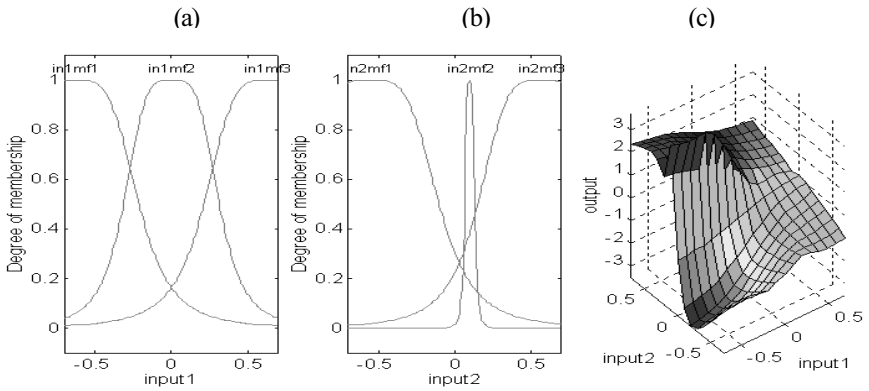 (a)
(b)
(c)
in1mf1 in1mf2 in1mf3
1
0.8
0.6
0.4
0.2
0
Degree of membership
-0.5 0 0.5
input1
n2mf1 in2mf2 in2mf3
1
0.8
0.6
0.4
0.2
0
Degree of membership
-0.5 0 0.5
input2
3
2
1
0
-1
-2
-3
output
0.5
0
-0.5
input2
-0.5
0
0.5
input1